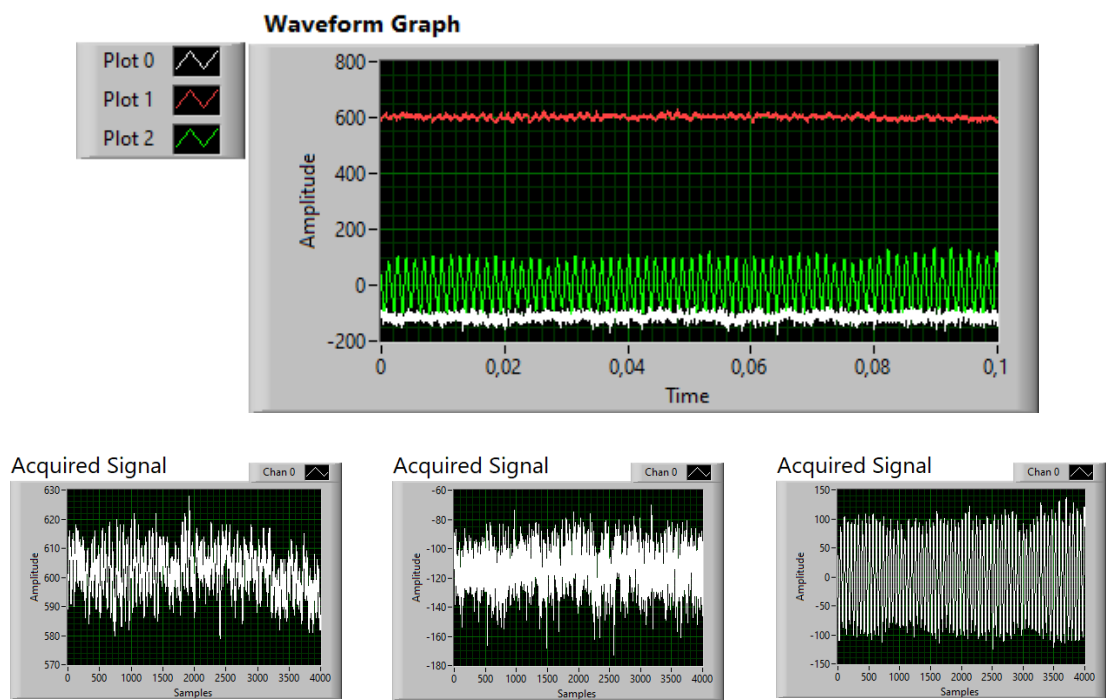 Waveform Graph
Plot 0
Plot 1
Plot 2
Amplitude
800
600
400
200
0
-200
0 0,02 0,04 0,06 0,08 0,1
Time
Acquired Signal
Chan 0
Amplitude
630
620
610
600
590
580
570
0 500 1000 1500 2000 2500 3000 3500 4000
Samples
Acquired Signal
Chan 0
Amplitude
-60
-80
-100
-120
-140
-160
-180
0 500 1000 1500 2000 2500 3000 3500 4000
Samples
Acquired Signal
Chan 0
Amplitude
150
100
50
0
-50
-100
-150
0 500 1000 1500 2000 2500 3000 3500 4000
Samples